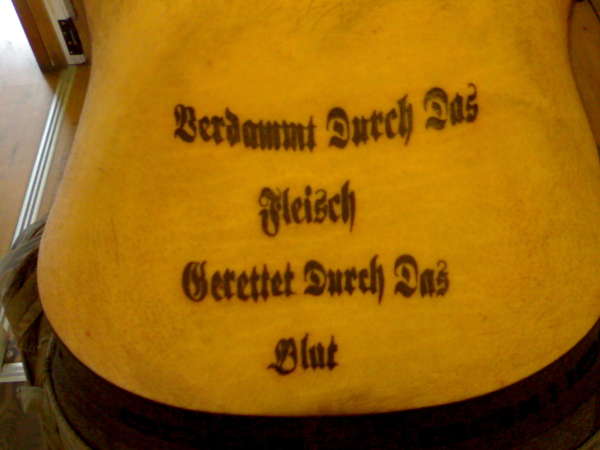 Verdammt Durch Das
Fleisch
Gerettet Durch Das
Blut